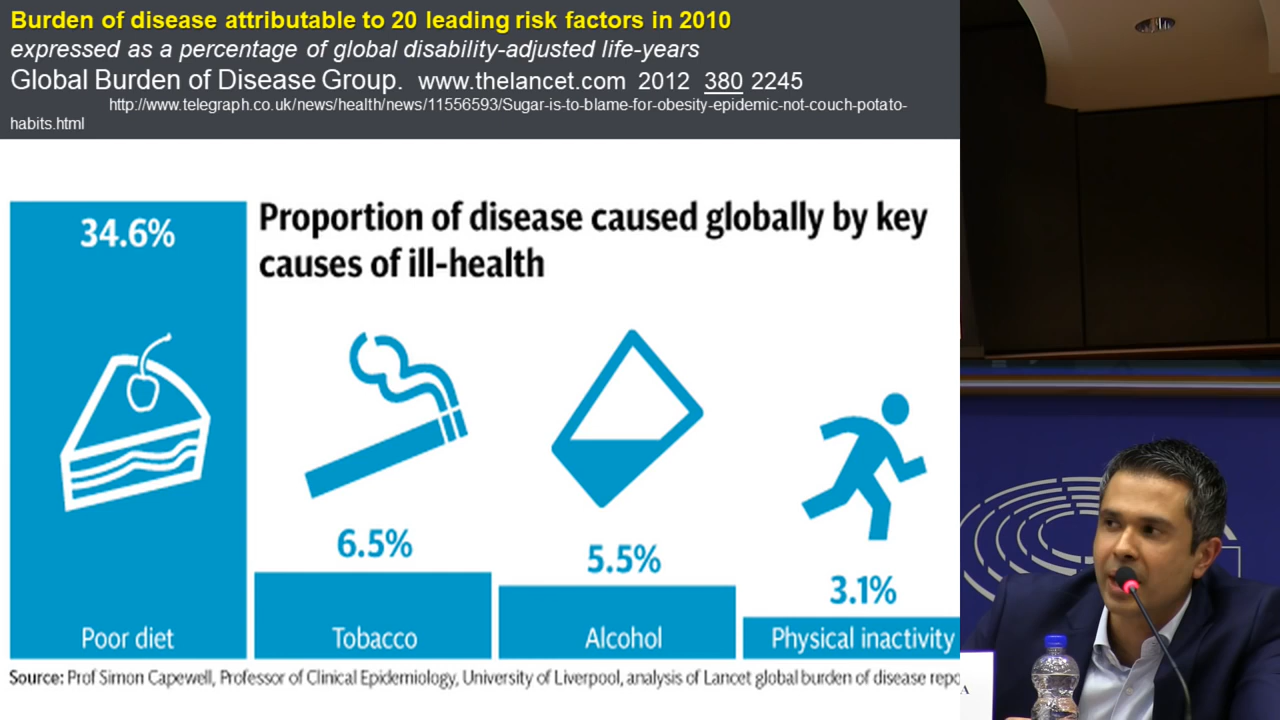 Burden of disease attributable to 20 leading risk factors in 2010
expressed as a percentage of global disability-adjusted life-years
Global Burden of Disease Group. www.thelancet.com 2012 380 2245
http://www.telegraph.co.uk/news/health/news/11556593/Sugar-is-to-blame-for-obesity-epidemic-not-couch-potato-
habits.html
34.6%
Proportion of disease caused globally by key
causes of ill-health
6.5%
5.5%
3.1%
Poor diet
Tobacco
Alcohol
Physical inactivity
Source: Prof Simon Capewell, Professor of Clinical Epidemiology, University of Liverpool, analysis of Lancet global burden of disease repo
A